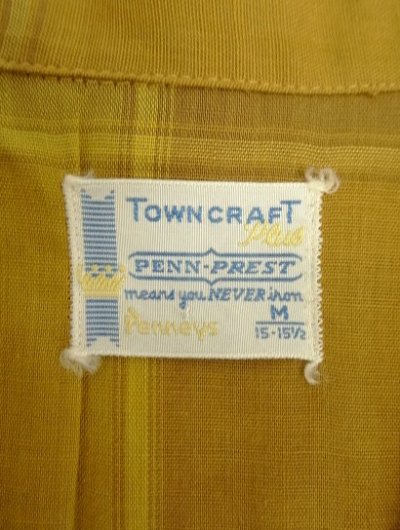 TOWNCRAFT
Plus
PENN-PREST
means you NEVER iron
Penneys
M
15-15½